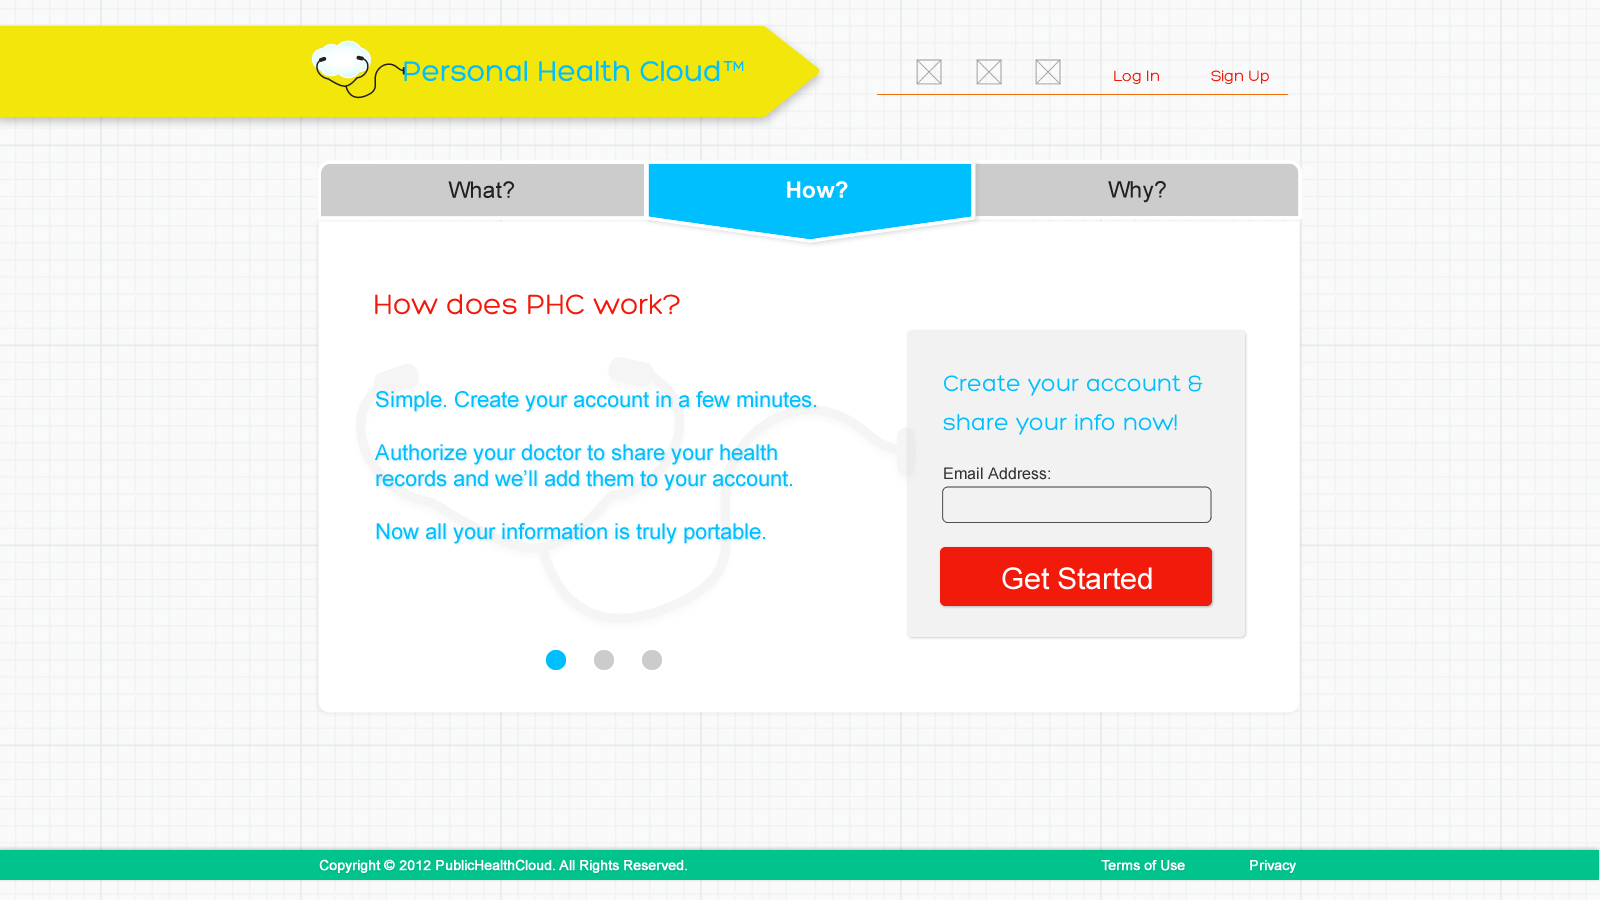 Personal Health Cloud™
Log In
Sign Up
What?
How?
Why?
How does PHC work?
Simple. Create your account in a few minutes.
Authorize your doctor to share your health
records and we’ll add them to your account.
Now all your information is truly portable.
Create your account &
share your info now!
Email Address:
Get Started
Copyright © 2012 PublicHealthCloud. All Rights Reserved.
Terms of Use
Privacy